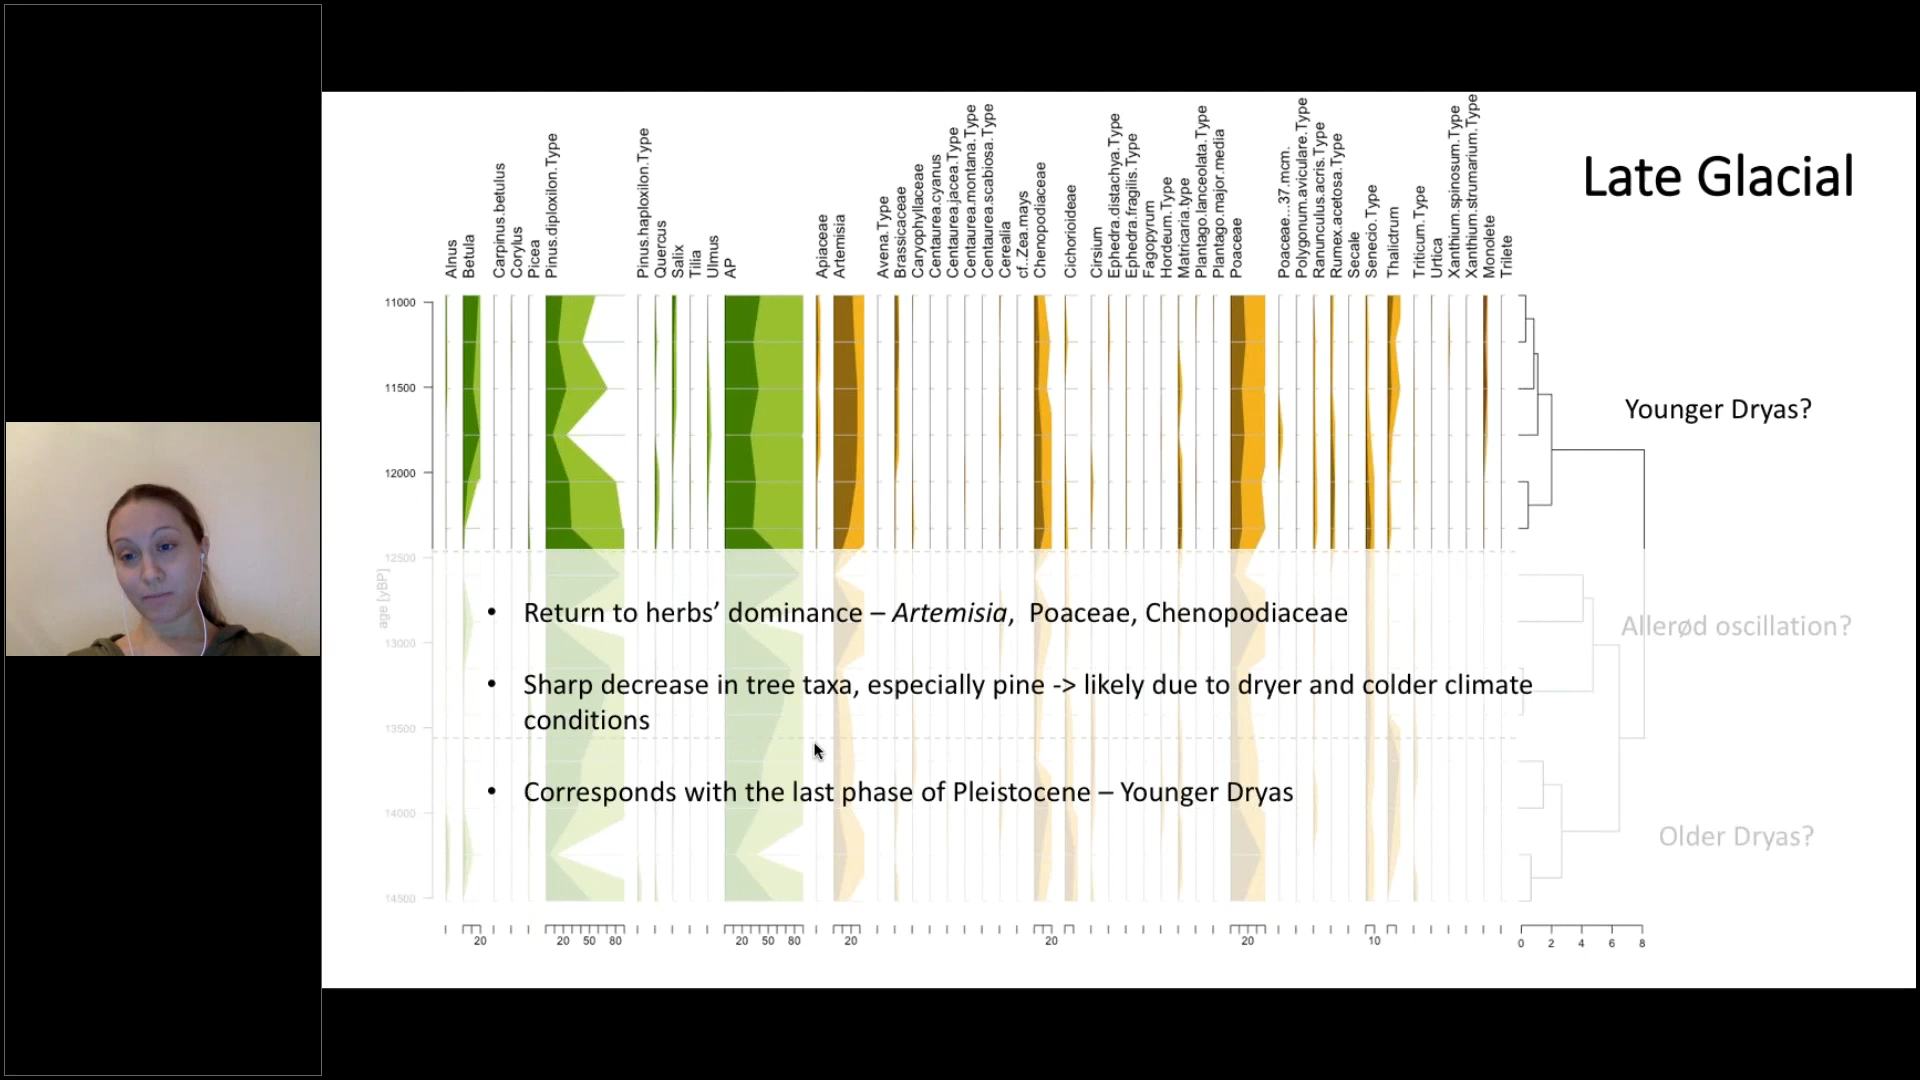 Late Glacial
Alnus
Betula
Carpinus.betulus
Corylus
Picea
Pinus.diploxilon.Type
Pinus.haploxilon.Type
Quercus
Salix
Tilia
Ulmus
AP
Apiaceae
Artemisia
Avena.Type
Brassicaceae
Caryophyllaceae
Centaurea.cyanus
Centaurea.jacea.Type
Centaurea.montana.Type
Centaurea.scabiosa.Type
Cerealia
cf..Zea.mays
Chenopodiaceae
Cichorioideae
Cirsium
Ephedra.distachya.Type
Ephedra.fragilis.Type
Fagopyrum
Hordeum.Type
Matricaria.type
Plantago.lanceolata.Type
Plantago.major.media
Poaceae
Poaceae...37.mcm.
Polygonum.aviculare.Type
Ranunculus.acris.Type
Rumex.acetosa.Type
Secale
Senecio.Type
Thalictrum
Triticum.Type
Urtica
Xanthium.spinosum.Type
Xanthium.strumarium.Type
Monolete
Trilete
11000
11500
Younger Dryas?
12000
12500
age [yBP]
• Return to herbs’ dominance – Artemisia, Poaceae, Chenopodiaceae
Allerød oscillation?
13000
• Sharp decrease in tree taxa, especially pine -> likely due to dryer and colder climate
conditions
13500
• Corresponds with the last phase of Pleistocene – Younger Dryas
14000
Older Dryas?
14500
20 20 50 80 20 50 80 20 20 20 10 0 2 4 6 8